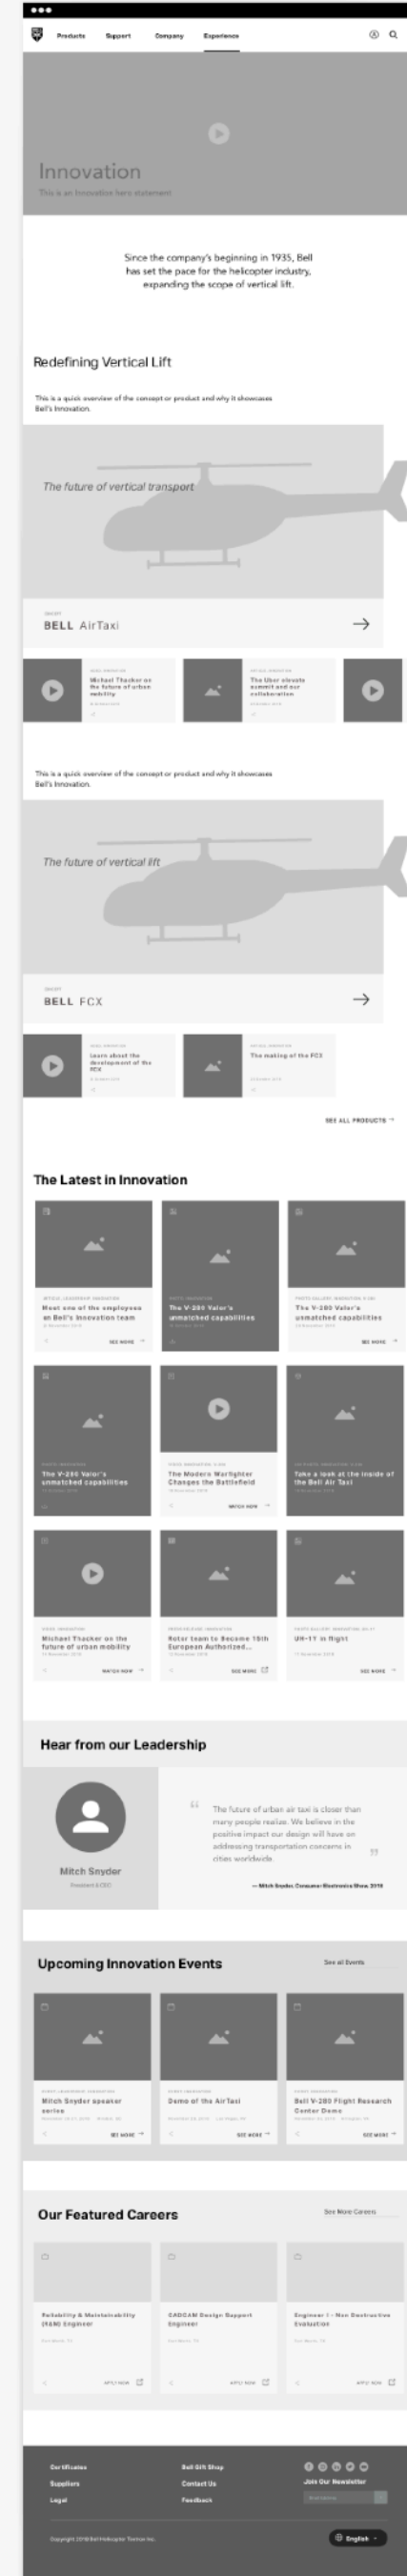 Products Support Company Experience
Innovation
This is an Innovation hero statement
Since the company's beginning in 1935, Bell
has set the pace for the helicopter industry,
expanding the scope of vertical lift.
Redefining Vertical Lift
This is a quick overview of the concept or product and why it showcases
Bell's Innovation.
The future of vertical transport
BELL AirTaxi
Michael Thacker on
the future of urban
mobility
The Uber elevate
summit and our
collaboration
This is a quick overview of the concept or product and why it showcases
Bell's Innovation.
The future of vertical lift
BELL FCX
Learn about the
development of the
FCX
The making of the FCX
SEE ALL PRODUCTS
The Latest in Innovation
Meet one of the employees
on Bell's Innovation team
SEE MORE
The V-280 Valor's
unmatched capabilities
The V-280 Valor's
unmatched capabilities
SEE MORE
The V-280 Valor's
unmatched capabilities
The Modern Warfighter
Changes the Battlefield
WATCH NOW
Take a look at the inside of
the Bell Air Taxi
Michael Thacker on the
future of urban mobility
WATCH NOW
Rotor team to Become 10th
European Authorized...
SEE MORE
UH-1Y in flight
SEE MORE
Hear from our Leadership
Mitch Snyder
President & CEO
“ The future of urban air taxi is closer than
many people realize. We believe in the
positive impact our design will have on
addressing transportation concerns in
cities worldwide. ”
— Mitch Snyder, Consumer Electronics Show, 2019
Upcoming Innovation Events
See all Events
Mitch Snyder speaker
series
SEE MORE
Demo of the AirTaxi
SEE MORE
Bell V-280 Flight Research
Center Demo
SEE MORE
Our Featured Careers
See More Careers
Reliability & Maintainability
(R&M) Engineer
APPLY NOW
CADCAM Design Support
Engineer
APPLY NOW
Engineer I - Non Destructive
Evaluation
APPLY NOW
Certificates
Suppliers
Legal
Bell Gift Shop
Contact Us
Feedback
Join Our Newsletter
Copyright 2019 Bell Helicopter Textron Inc.
English